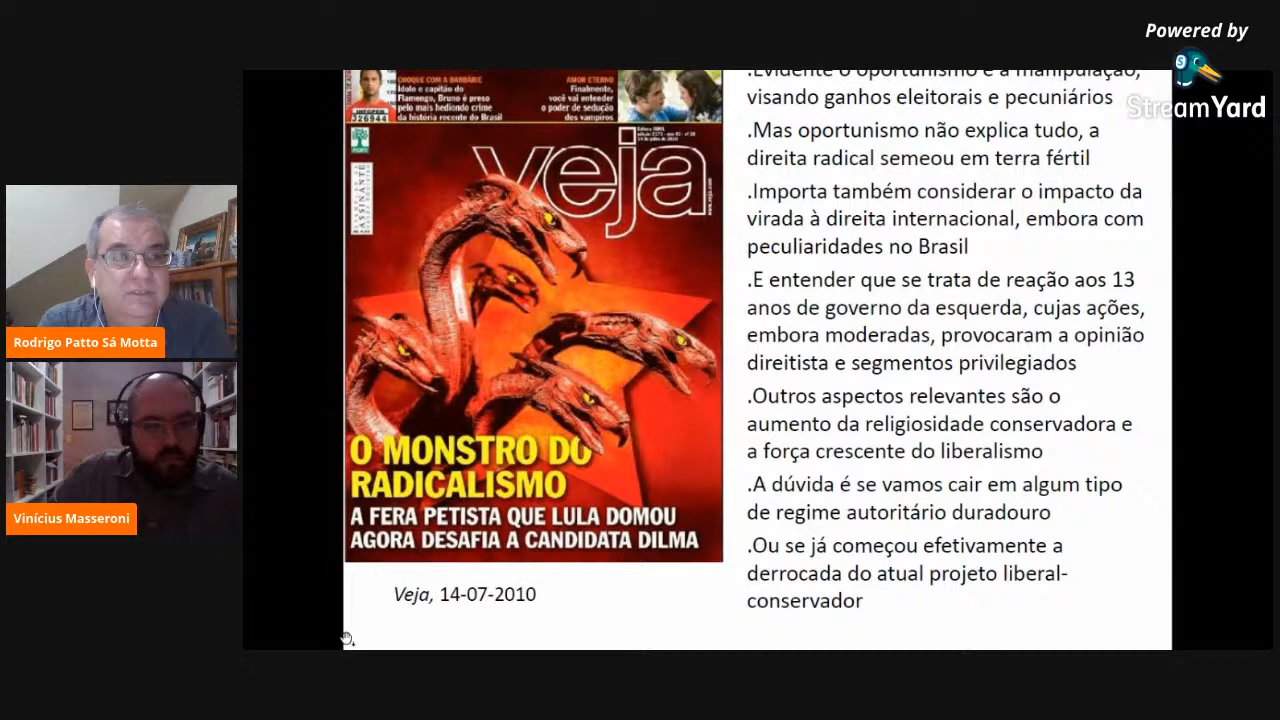 Powered by
StreamYard
CHOQUE COM A BARBÁRIE
Ídolo e capitão do
Flamengo, Bruno é preso
pelo mais hediondo crime
da história recente do Brasil
AMOR ETERNO
Finalmente,
você vai entender
o poder de sedução
dos vampiros
326944
ASSINANTE
veja
O MONSTRO DO
RADICALISMO
A FERA PETISTA QUE LULA DOMOU
AGORA DESAFIA A CANDIDATA DILMA
Veja, 14-07-2010
.Evidente o oportunismo e a manipulação,
visando ganhos eleitorais e pecuniários
.Mas oportunismo não explica tudo, a
direita radical semeou em terra fértil
.Importa também considerar o impacto da
virada à direita internacional, embora com
peculiaridades no Brasil
.E entender que se trata de reação aos 13
anos de governo da esquerda, cujas ações,
embora moderadas, provocaram a opinião
direitista e segmentos privilegiados
.Outros aspectos relevantes são o
aumento da religiosidade conservadora e
a força crescente do liberalismo
.A dúvida é se vamos cair em algum tipo
de regime autoritário duradouro
.Ou se já começou efetivamente a
derrocada do atual projeto liberal-
conservador
Rodrigo Patto Sá Motta
Vinícius Masseroni